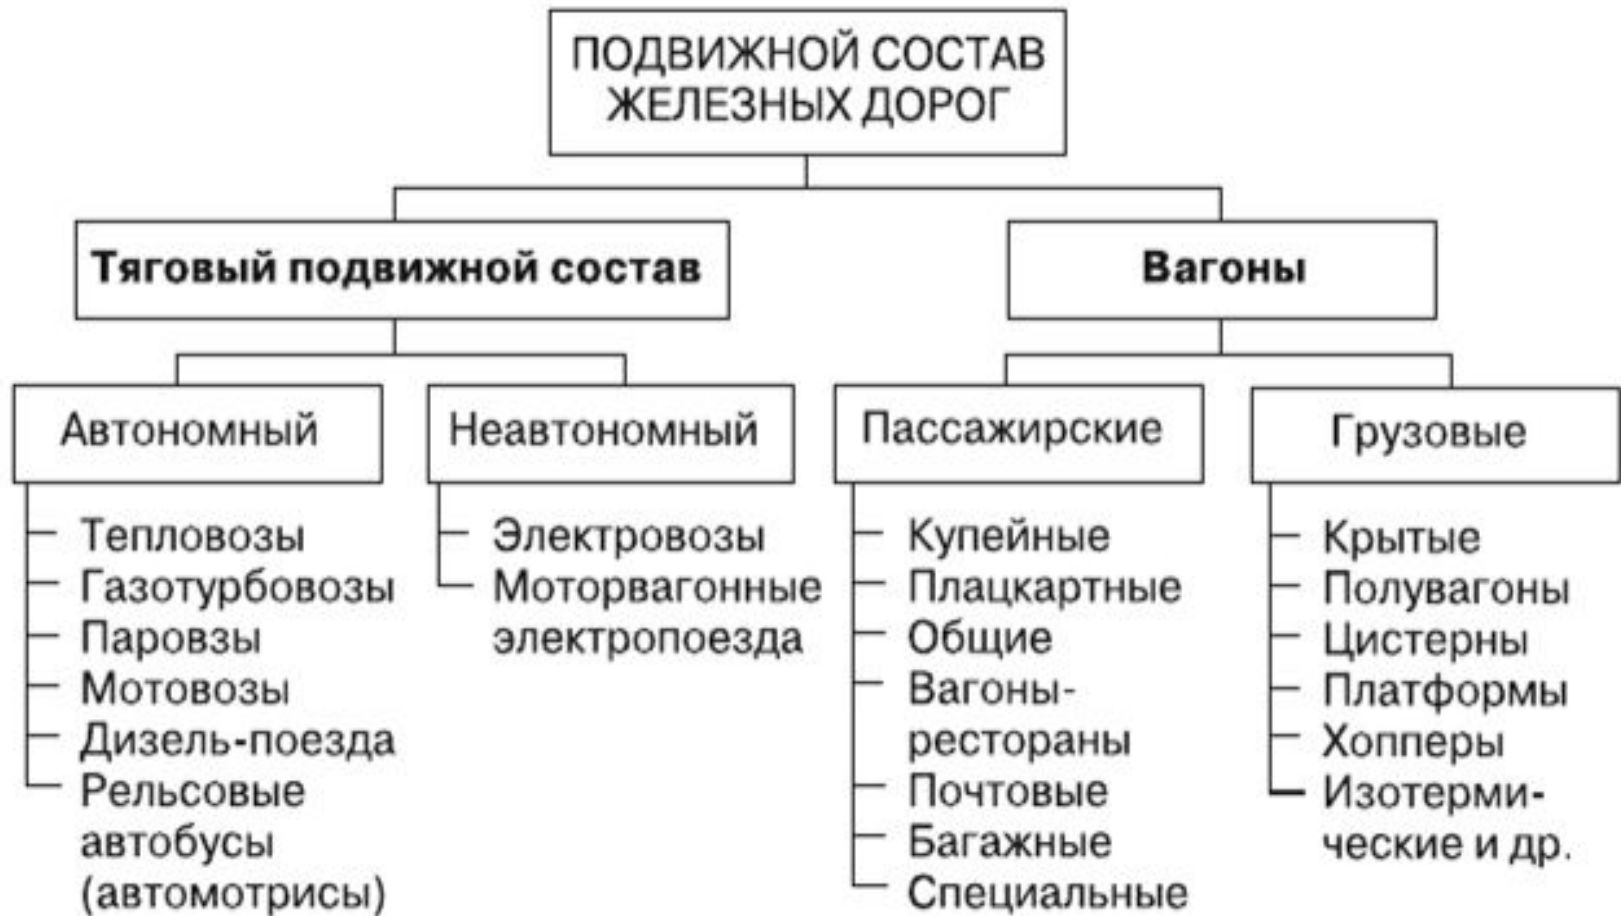 ПОДВИЖНОЙ СОСТАВ
ЖЕЛЕЗНЫХ ДОРОГ
Тяговый подвижной состав
Вагоны
Автономный
Неавтономный
Пассажирские
Грузовые
Тепловозы
Газотурбовозы
Паровзы
Мотовозы
Дизель-поезда
Рельсовые
автобусы
(автомотрисы)
Электровозы
Моторвагонные
электропоезда
Купейные
Плацкартные
Общие
Вагоны-
рестораны
Почтовые
Багажные
Специальные
Крытые
Полувагоны
Цистерны
Платформы
Хопперы
Изотерми-
ческие и др.